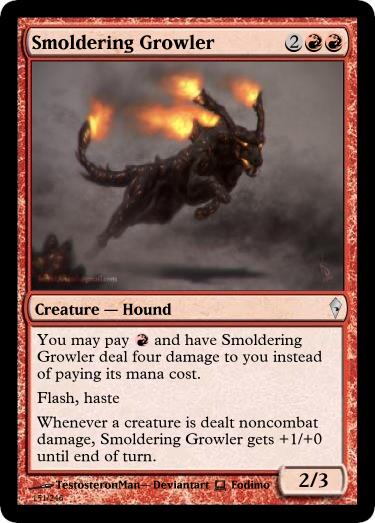 Smoldering Growler 2
Creature — Hound
You may pay and have Smoldering
Growler deal four damage to you instead
of paying its mana cost.
Flash, haste
Whenever a creature is dealt noncombat
damage, Smoldering Growler gets +1/+0
until end of turn.
TestosteronMan— Deviantart Fodimo
2/3